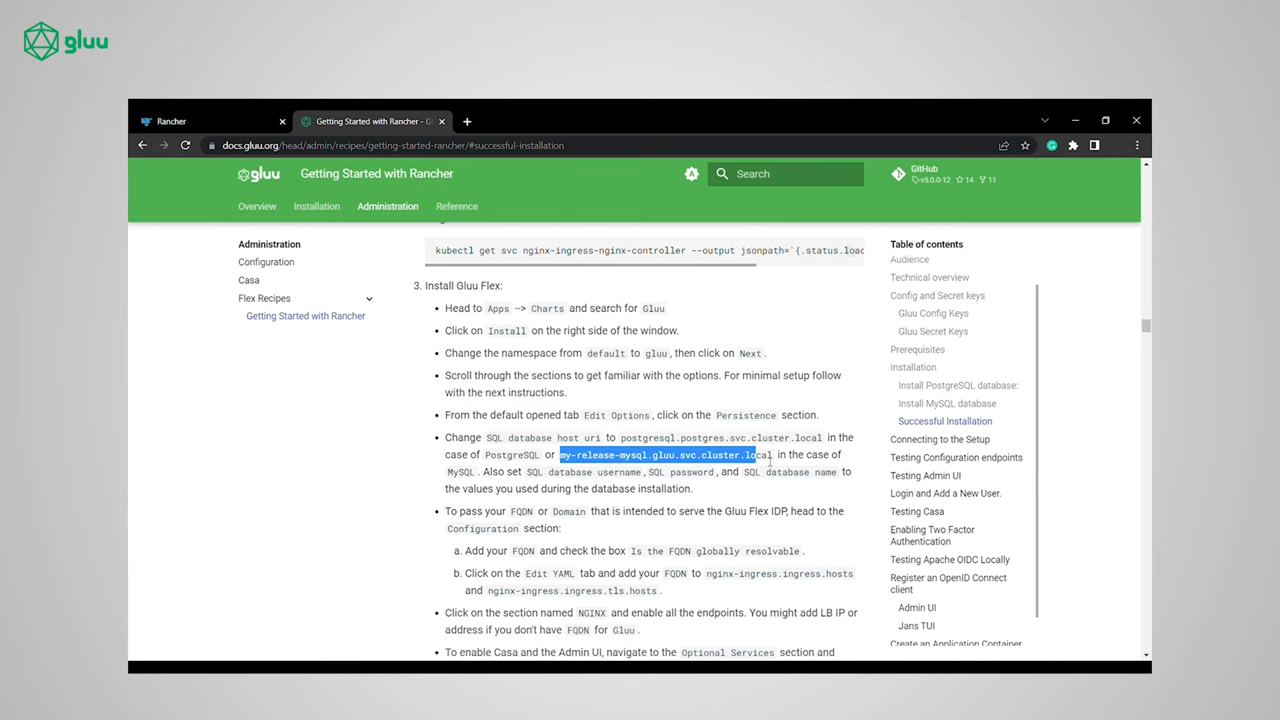 gluu
Rancher
Getting Started with Rancher - G
docs.gluu.org/head/admin/recipes/getting-started-rancher/#successful-installation
gluu
Getting Started with Rancher
Search
GitHub
v5.0.0-12 14 11
Overview
Installation
Administration
Reference
Administration
Configuration
Casa
Flex Recipes
Getting Started with Rancher
kubectl get svc nginx-ingress-nginx-controller --output jsonpath='{.status.loac
3. Install Gluu Flex:
Head to Apps --> Charts and search for Gluu
Click on Install on the right side of the window.
Change the namespace from default to gluu, then click on Next.
Scroll through the sections to get familiar with the options. For minimal setup follow
with the next instructions.
From the default opened tab Edit Options, click on the Persistence section.
Change SQL database host uri to postgresql.postgres.svc.cluster.local in the
case of PostgreSQL or my-release-mysql.gluu.svc.cluster.local in the case of
MySQL. Also set SQL database username, SQL password, and SQL database name to
the values you used during the database installation.
To pass your FQDN or Domain that is intended to serve the Gluu Flex IDP, head to the
Configuration section:
a. Add your FQDN and check the box Is the FQDN globally resolvable.
b. Click on the Edit YAML tab and add your FQDN to nginx-ingress.ingress.hosts
and nginx-ingress.ingress.tls.hosts.
Click on the section named NGINX and enable all the endpoints. You might add LB IP or
address if you don't have FQDN for Gluu.
To enable Casa and the Admin UI, navigate to the Optional Services section and
Table of contents
Audience
Technical overview
Config and Secret keys
Gluu Config Keys
Gluu Secret Keys
Prerequisites
Installation
Install PostgreSQL database:
Install MySQL database
Successful Installation
Connecting to the Setup
Testing Configuration endpoints
Testing Admin UI
Login and Add a New User.
Testing Casa
Enabling Two Factor
Authentication
Testing Apache OIDC Locally
Register an OpenID Connect
client
Admin UI
Jans TUI
Create an Application Container